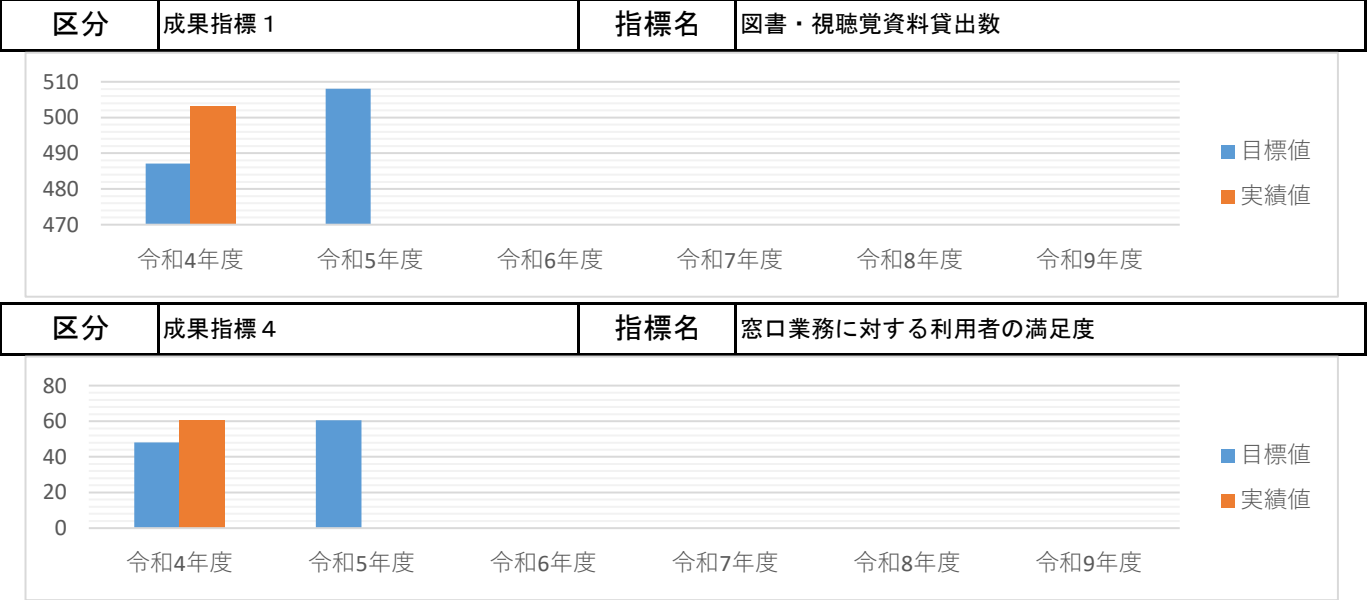 区分 成果指標１ 指標名 図書・視聴覚資料貸出数
510
500
490
480
470
令和4年度 令和5年度 令和6年度 令和7年度 令和8年度 令和9年度
目標値
実績値
区分 成果指標４ 指標名 窓口業務に対する利用者の満足度
80
60
40
20
0
令和4年度 令和5年度 令和6年度 令和7年度 令和8年度 令和9年度
目標値
実績値